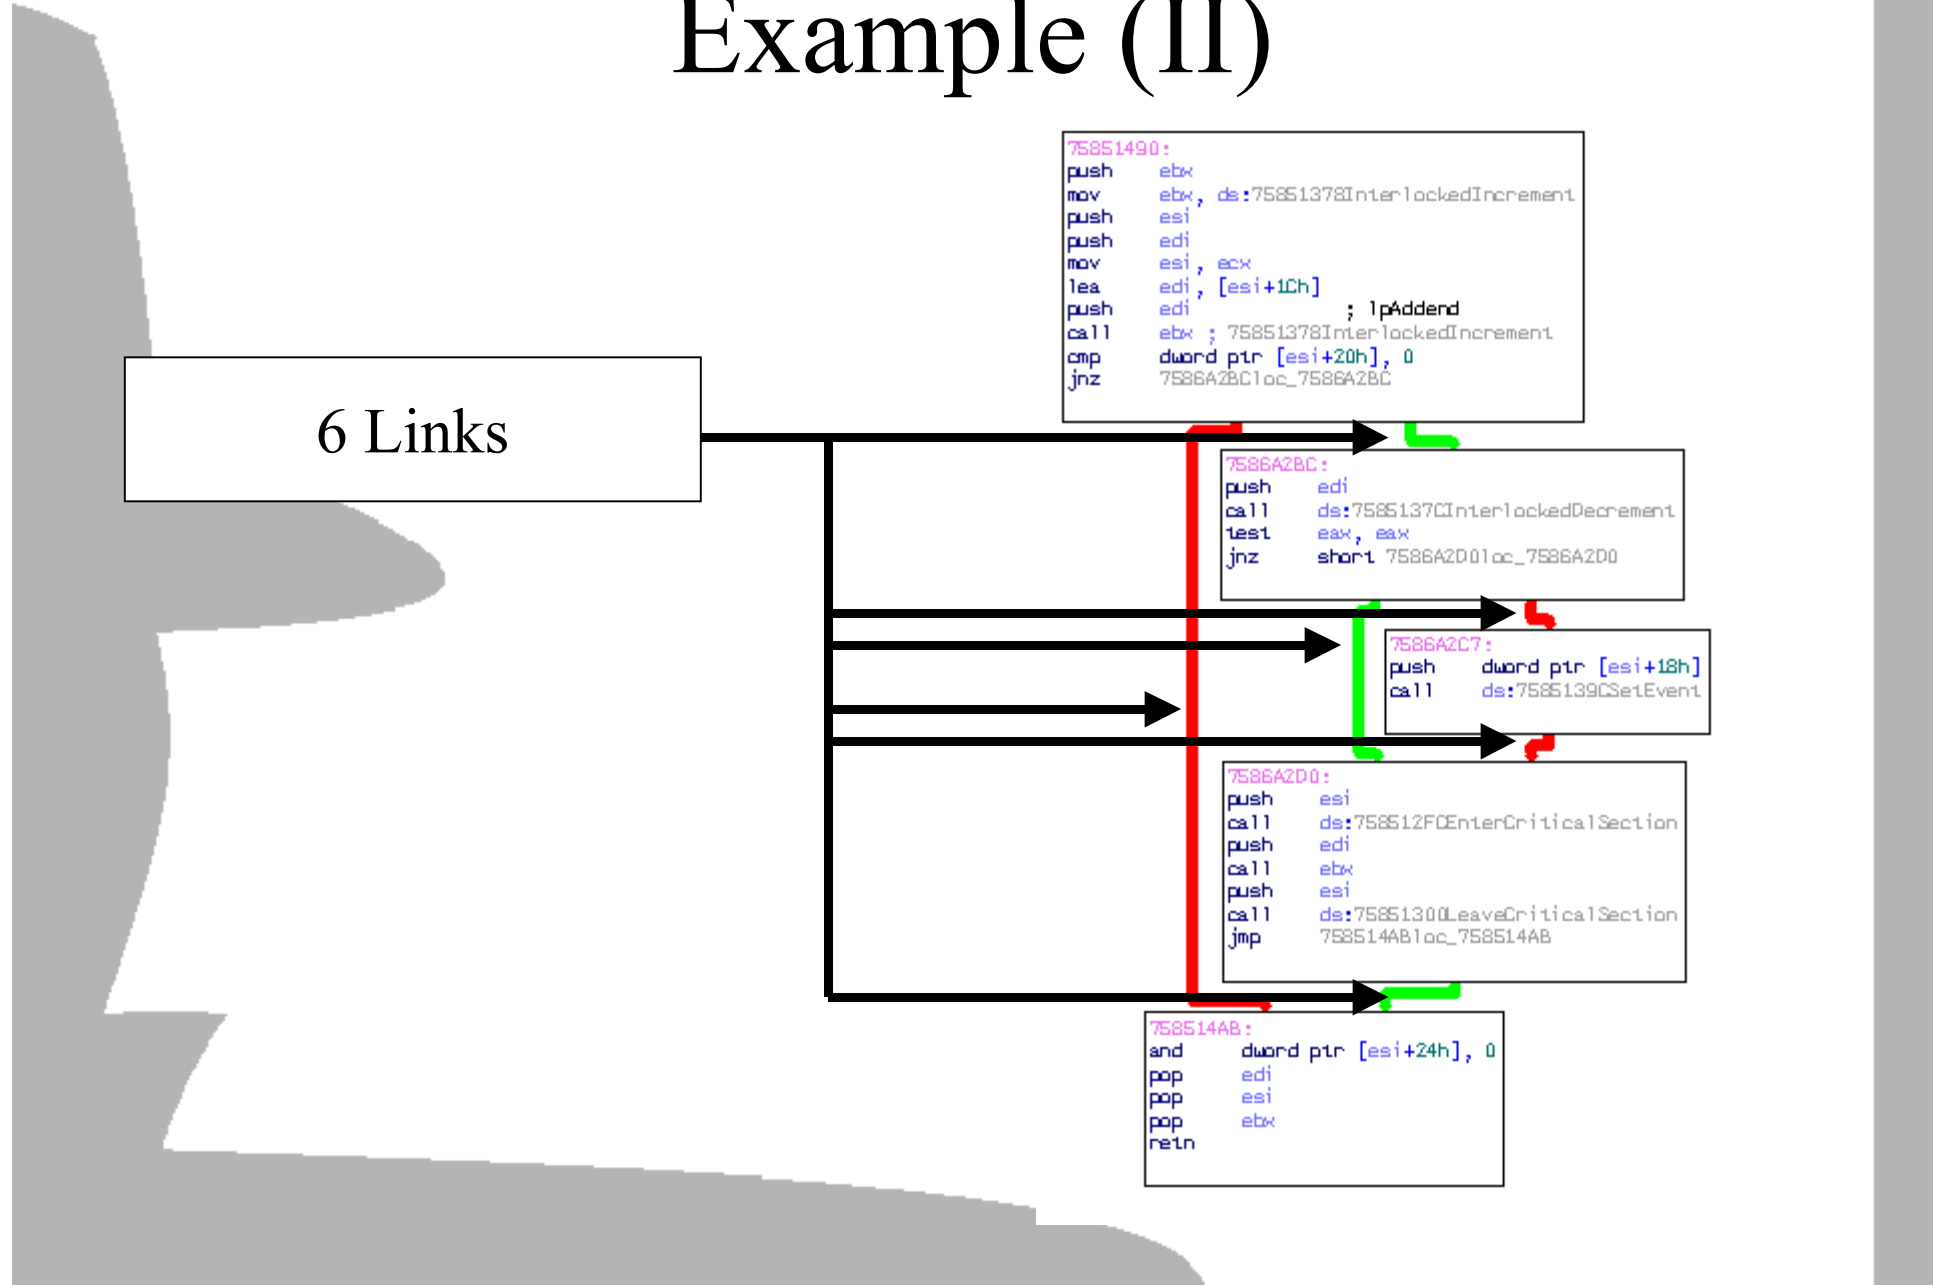 Example (II)
75851490:
push ebx
mov ebx, ds:75851378InterlockedIncrement
push esi
push edi
mov esi, ecx
lea edi, [esi+1Ch]
push edi ; lpAddend
call ebx ; 75851378InterlockedIncrement
cmp dword ptr [esi+20h], 0
jnz 7586A2BCloc_7586A2BC
6 Links
7586A2BC:
push edi
call ds:7585137CInterlockedDecrement
test eax, eax
jnz short 7586A2D0loc_7586A2D0
7586A2C7:
push dword ptr [esi+18h]
call ds:7585139CSetEvent
7586A2D0:
push esi
call ds:758512FCEnterCriticalSection
push edi
call ebx
push esi
call ds:75851300LeaveCriticalSection
jmp 758514ABloc_758514AB
758514AB:
and dword ptr [esi+24h], 0
pop edi
pop esi
pop ebx
retn